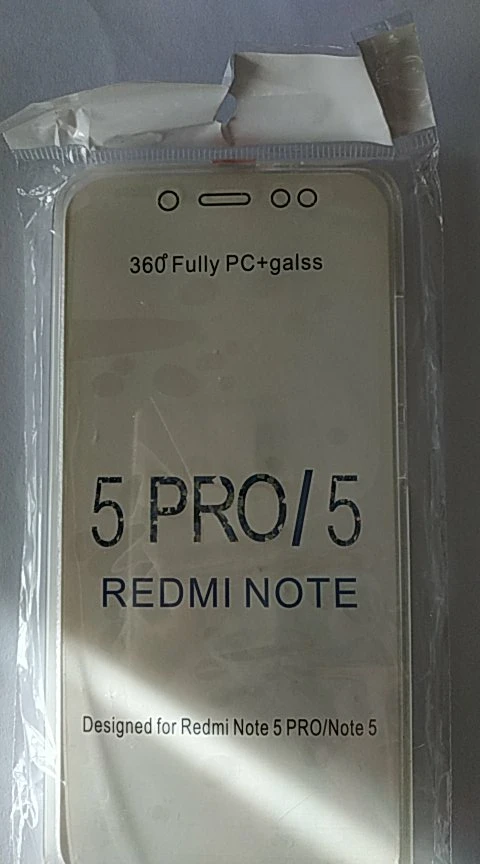 360° Fully PC+galss
5 PRO/5
REDMI NOTE
Designed for Redmi Note 5 PRO/Note 5